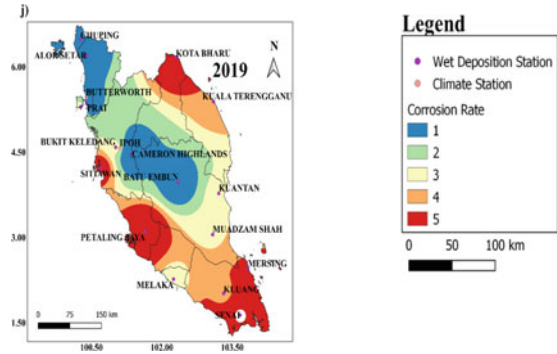 j)
CHUPING
ALOR SETAR
KOTA BHARU
N
6.00
2019
BUTTERWORTH
PRAI
KUALA TERENGGANU
BUKIT KELEDANG
IPOH
4.50
CAMERON HIGHLANDS
SITIAWAN
BATU EMBUN
KUANTAN
PETALING JAYA
MUADZAM SHAH
3.00
MERSING
MELAKA
KLUANG
SENAI
1.50
0 75 150 km
100.50 102.00 103.50
Legend
Wet Deposition Station
Climate Station
Corrosion Rate
1
2
3
4
5
0 50 100 km